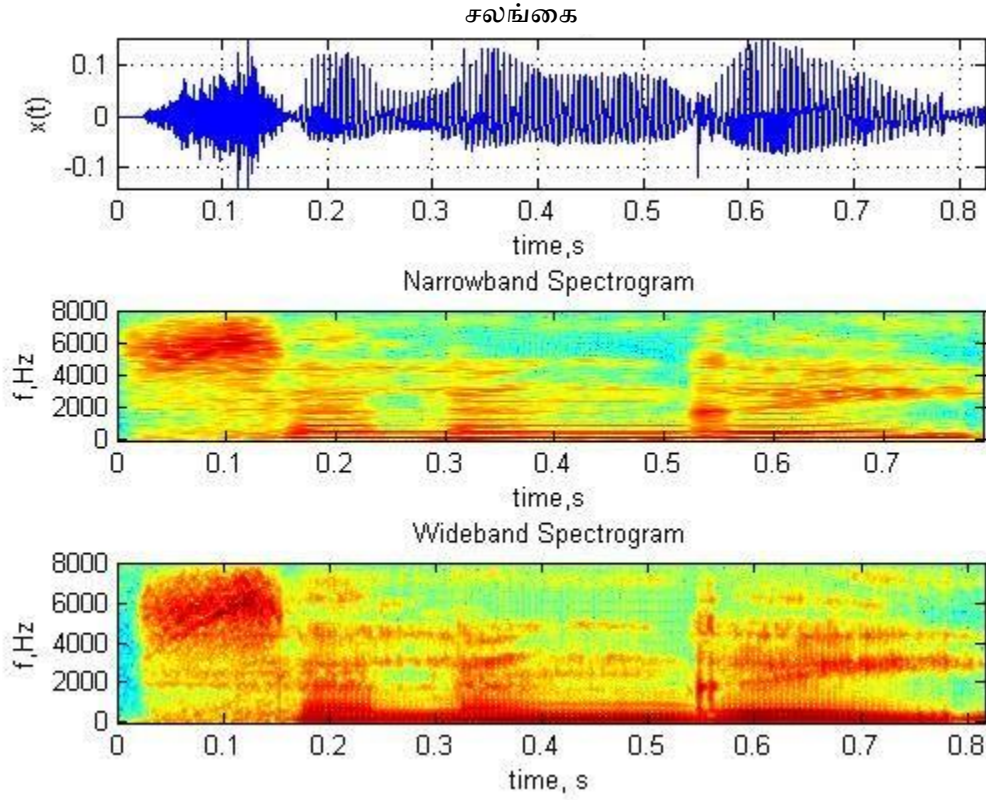 சலங்கை
0.1
0
-0.1
x(t)
0 0.1 0.2 0.3 0.4 0.5 0.6 0.7 0.8
time,s
Narrowband Spectrogram
8000
6000
4000
2000
0
f,Hz
0 0.1 0.2 0.3 0.4 0.5 0.6 0.7
time,s
Wideband Spectrogram
8000
6000
4000
2000
0
f,Hz
0 0.1 0.2 0.3 0.4 0.5 0.6 0.7 0.8
time, s